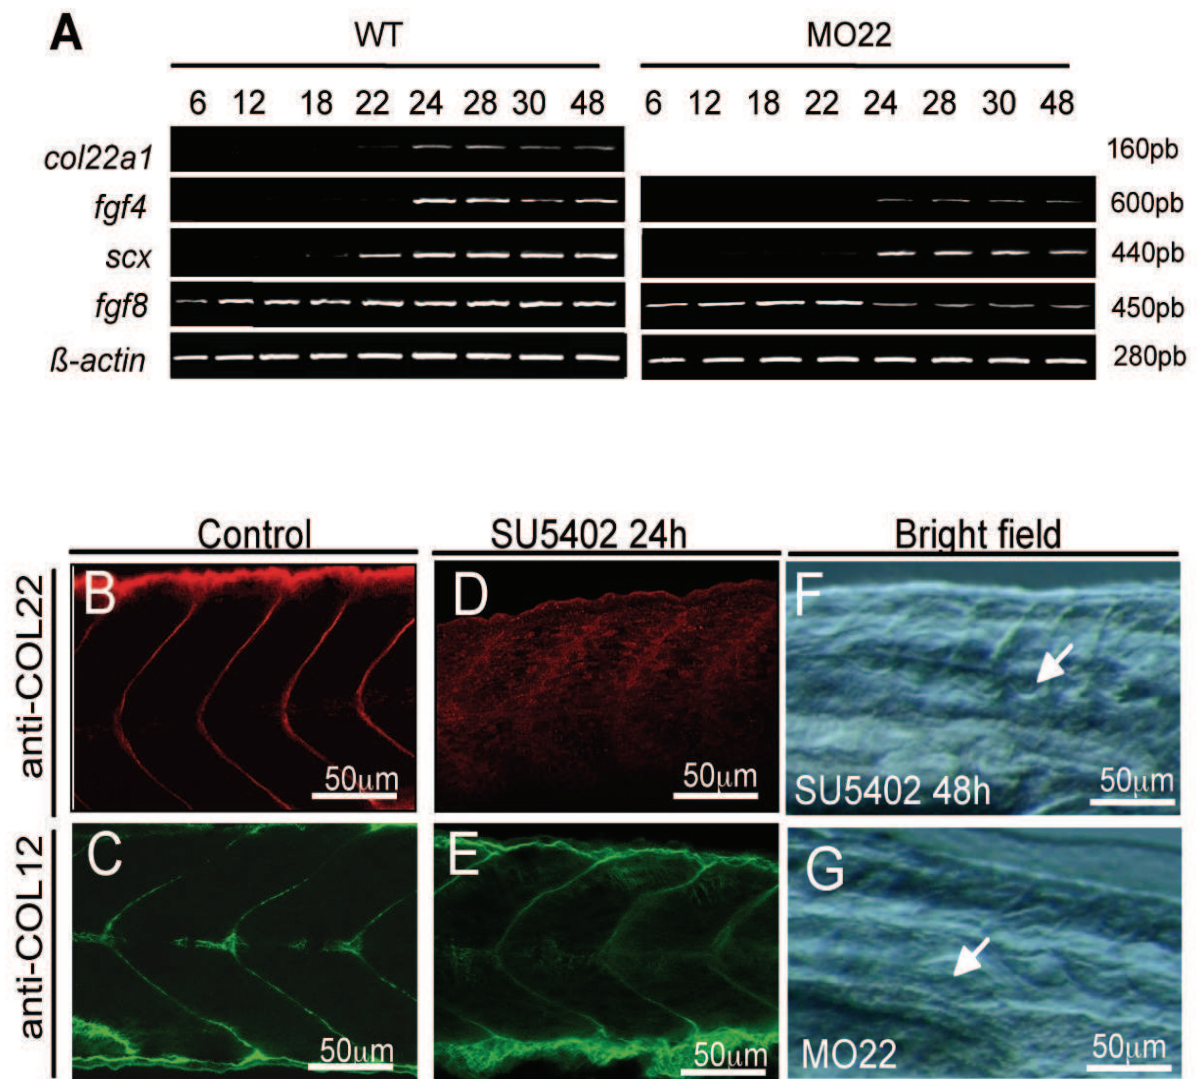 A
WT MO22
6 12 18 22 24 28 30 48 6 12 18 22 24 28 30 48
col22a1 160pb
fgf4 600pb
scx 440pb
fgf8 450pb
ß-actin 280pb
Control SU5402 24h Bright field
anti-COL22
B D F
50µm 50µm SU5402 48h 50µm
anti-COL12
C E G
50µm 50µm MO22 50µm